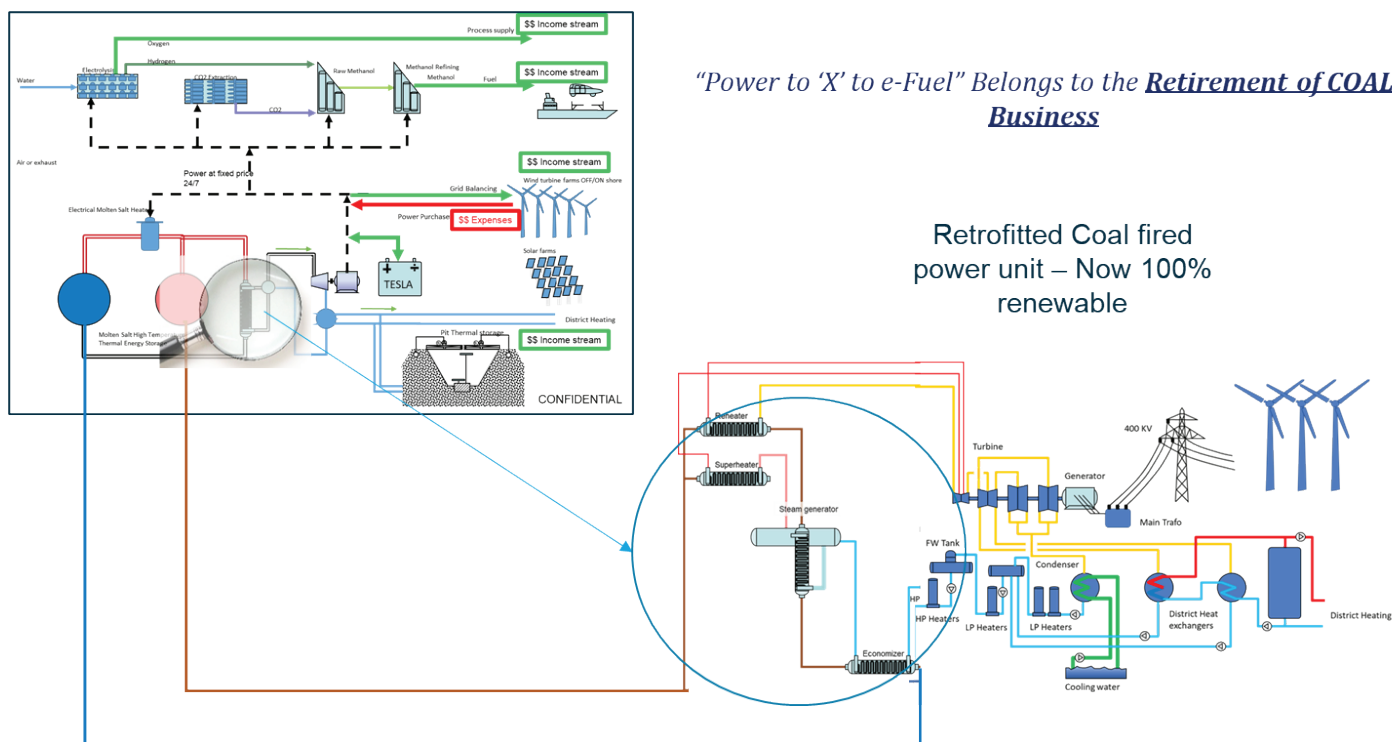 “Power to ‘X’ to e-Fuel” Belongs to the Retirement of COAL
Business
Retrofitted Coal fired
power unit – Now 100%
renewable
$$ Income stream
Process supply
Oxygen
Hydrogen
Electrolysis
Water
CO2 Extraction
CO2
Raw Methanol
Methanol Refining
Methanol
Fuel
$$ Income stream
Air or exhaust
Power at fixed price
24/7
$$ Income stream
Wind turbine farms OFF/ON shore
Grid Balancing
Power Purchase
$$ Expenses
Electrical Molten Salt Heater
Solar farms
TESLA
District Heating
Molten Salt High Temp
Thermal Energy Storage
Pit Thermal storage
$$ Income stream
CONFIDENTIAL
Reheater
Superheater
Steam generator
Economizer
Turbine
Generator
400 KV
Main Trafo
FW Tank
HP
HP Heaters
LP Heaters
LP Heaters
Condenser
District Heat
exchangers
District Heating
Cooling water